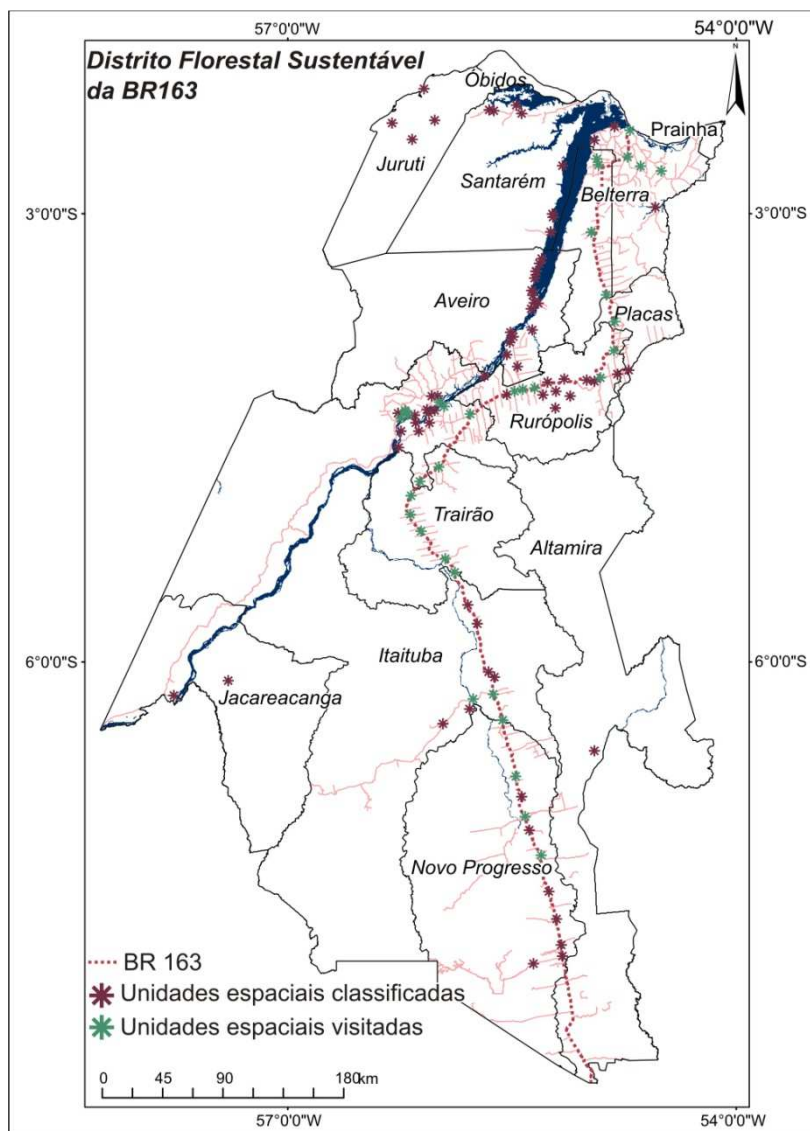 57°0'0"W
54°0'0"W
Distrito Florestal Sustentável
da BR163
N
Óbidos
Prainha
Juruti
Santarém
Belterra
3°0'0"S
3°0'0"S
Aveiro
Placas
Rurópolis
Trairão
Altamira
6°0'0"S
6°0'0"S
Itaituba
Jacareacanga
Novo Progresso
BR 163
Unidades espaciais classificadas
Unidades espaciais visitadas
0 45 90 180 km
57°0'0"W
54°0'0"W